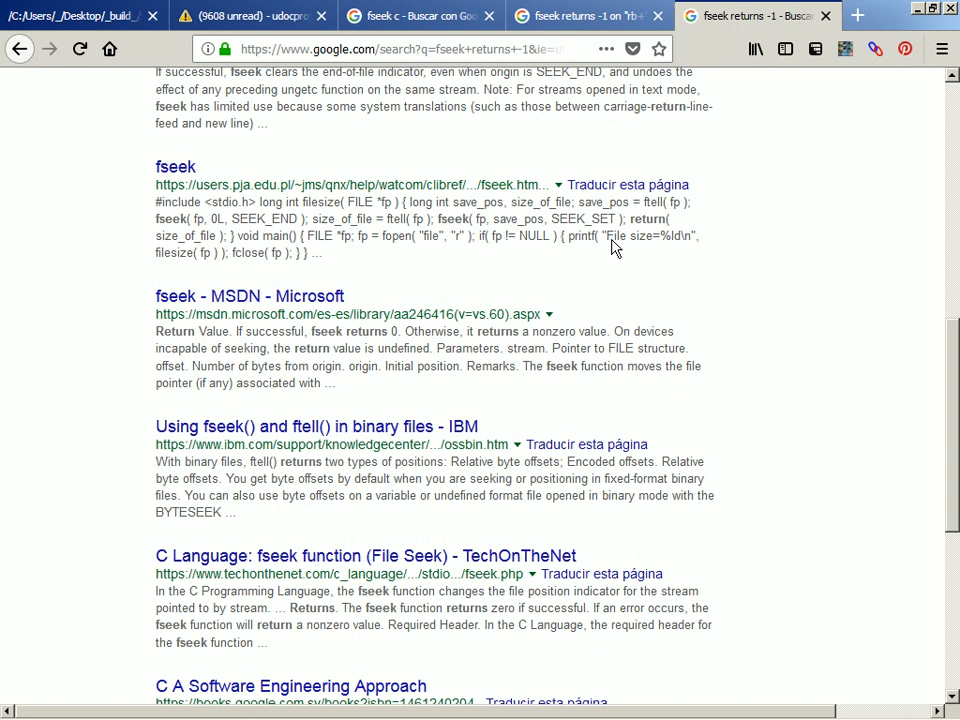 /C:/Users/_/Desktop/_build_/
(9608 unread) - udocproj
fseek c - Buscar con Goo
fseek returns -1 on "rb+
fseek returns -1 - Busca
https://www.google.com/search?q=fseek+returns+-1&ie=u
If successful, fseek clears the end-of-file indicator, even when origin is SEEK_END, and undoes the
effect of any preceding ungetc function on the same stream. Note: For streams opened in text mode,
fseek has limited use because some system translations (such as those between carriage-return-line-
feed and new line) ...
fseek
https://users.pja.edu.pl/~jms/qnx/help/watcom/clibref/.../fseek.htm... Traducir esta página
#include <stdio.h> long int filesize( FILE *fp ) { long int save_pos, size_of_file; save_pos = ftell( fp );
fseek( fp, 0L, SEEK_END ); size_of_file = ftell( fp ); fseek( fp, save_pos, SEEK_SET ); return(
size_of_file ); } void main() { FILE *fp; fp = fopen( "file", "r" ); if( fp != NULL ) { printf( "File size=%ld\n",
filesize( fp ) ); fclose( fp ); } } ...
fseek - MSDN - Microsoft
https://msdn.microsoft.com/es-es/library/aa246416(v=vs.60).aspx
Return Value. If successful, fseek returns 0. Otherwise, it returns a nonzero value. On devices
incapable of seeking, the return value is undefined. Parameters. stream. Pointer to FILE structure.
offset. Number of bytes from origin. origin. Initial position. Remarks. The fseek function moves the file
pointer (if any) associated with ...
Using fseek() and ftell() in binary files - IBM
https://www.ibm.com/support/knowledgecenter/.../ossbin.htm Traducir esta página
With binary files, ftell() returns two types of positions: Relative byte offsets; Encoded offsets. Relative
byte offsets. You get byte offsets by default when you are seeking or positioning in fixed-format binary
files. You can also use byte offsets on a variable or undefined format file opened in binary mode with the
BYTESEEK ...
C Language: fseek function (File Seek) - TechOnTheNet
https://www.techonthenet.com/c_language/.../stdio.../fseek.php Traducir esta página
In the C Programming Language, the fseek function changes the file position indicator for the stream
pointed to by stream. ... Returns. The fseek function returns zero if successful. If an error occurs, the
fseek function will return a nonzero value. Required Header. In the C Language, the required header for
the fseek function ...
C A Software Engineering Approach
https://books.google.com.sv/books?isbn=1461240204 Traducir esta página